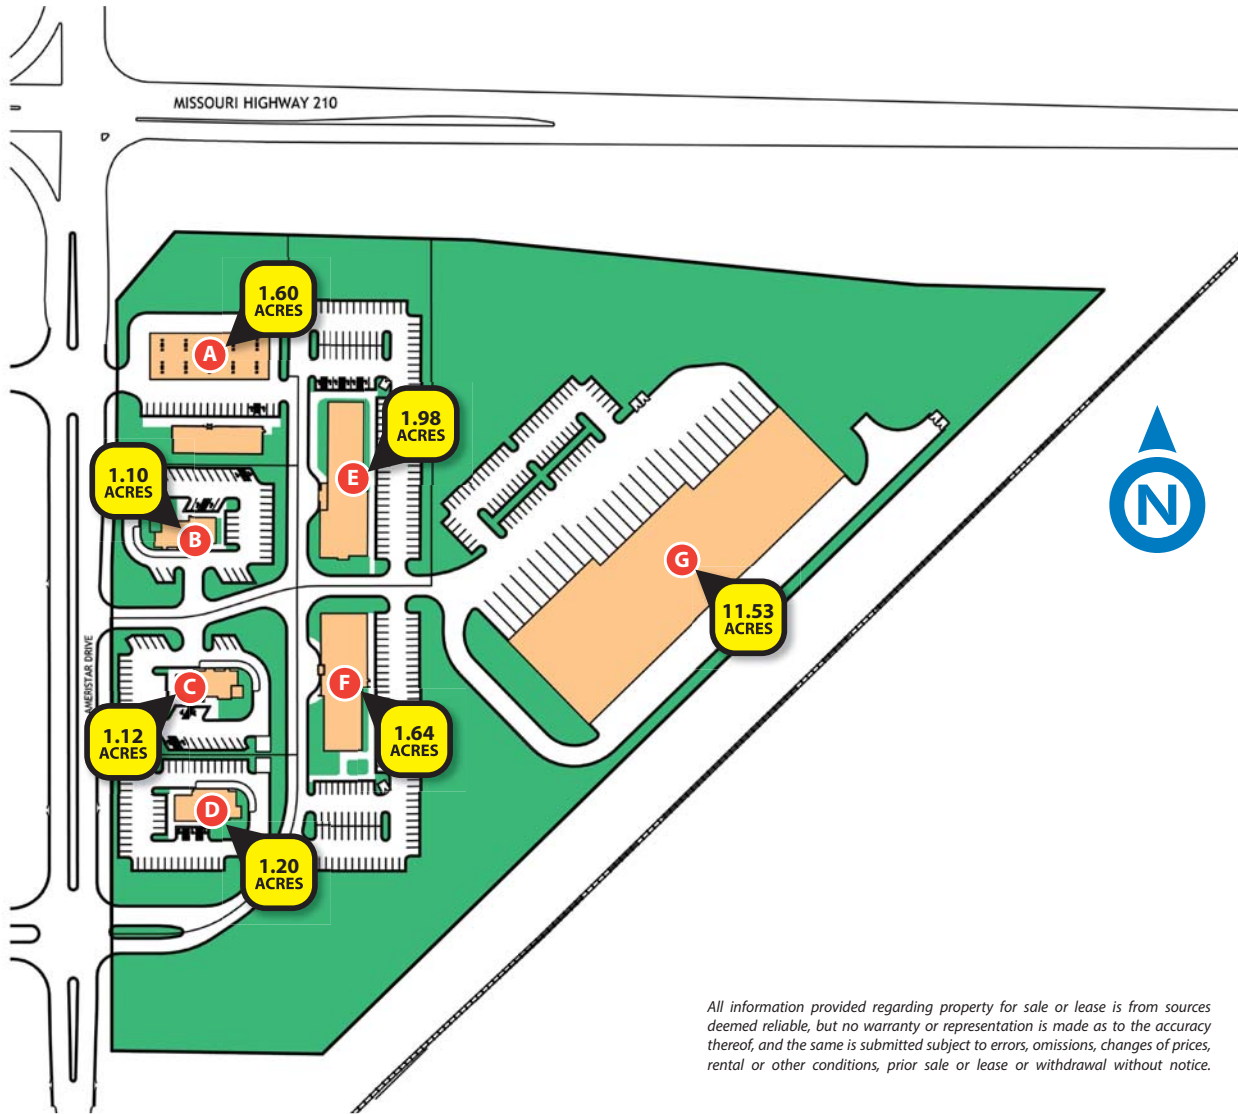 MISSOURI HIGHWAY 210
1.60
ACRES
A
1.98
ACRES
E
1.10
ACRES
B
N
G
11.53
ACRES
AMERISTAR DRIVE
C
F
1.12
ACRES
1.64
ACRES
D
1.20
ACRES
All information provided regarding property for sale or lease is from sources
deemed reliable, but no warranty or representation is made as to the accuracy
thereof, and the same is submitted subject to errors, omissions, changes of prices,
rental or other conditions, prior sale or lease or withdrawal without notice.